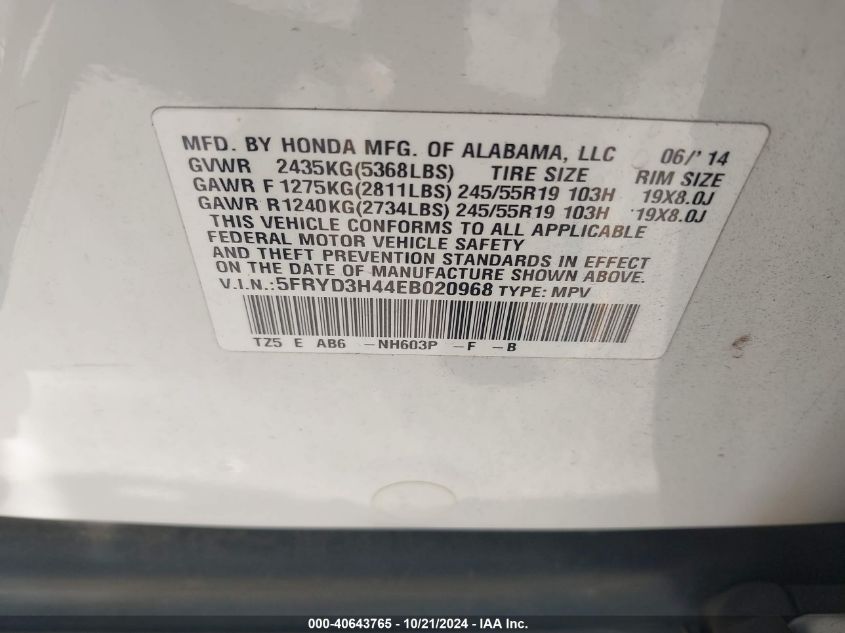 MFD. BY HONDA MFG. OF ALABAMA, LLC 06/'14
GVWR 2435KG(5368LBS) TIRE SIZE RIM SIZE
GAWR F 1275KG(2811LBS) 245/55R19 103H 19X8.0J
GAWR R1240KG(2734LBS) 245/55R19 103H 19X8.0J
THIS VEHICLE CONFORMS TO ALL APPLICABLE
FEDERAL MOTOR VEHICLE SAFETY
AND THEFT PREVENTION STANDARDS IN EFFECT
ON THE DATE OF MANUFACTURE SHOWN ABOVE.
V.I.N.:5FRYD3H44EB020968 TYPE: MPV
TZ5 E AB6 -NH603P -F -B
000-40643765 - 10/21/2024 - IAA Inc.